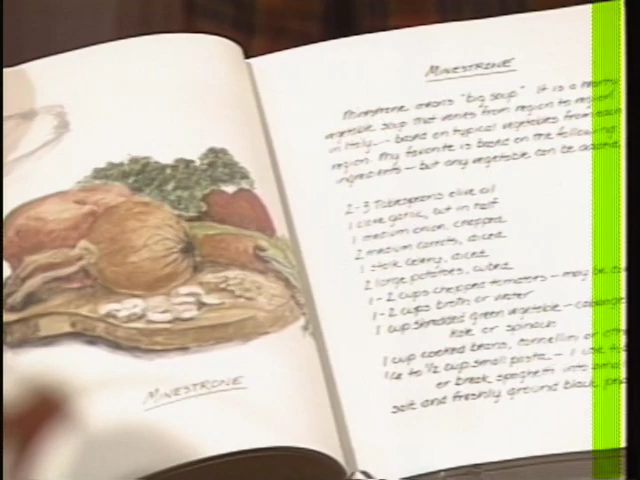 MINESTRONE
Minestrone means "big soup". It is a hearty
vegetable soup that varies from region to region
in Italy — based on typical vegetables from each
region. My favorite is based on the following
ingredients — but any vegetable can be added.
2-3 Tablespoons olive oil
1 clove garlic, cut in half
1 medium onion, chopped
2 medium carrots, diced
1 stalk celery, diced
2 large potatoes, cubed
1-2 cups chopped tomatoes — may be
1-2 cups broth or water
1 cup shredded green vegetable — cabbage
kale or spinach
1 cup cooked beans, cannellini or
1/4 to 1/2 cup small pasta — I use
or break spaghetti into small
salt and freshly ground black
MINESTRONE